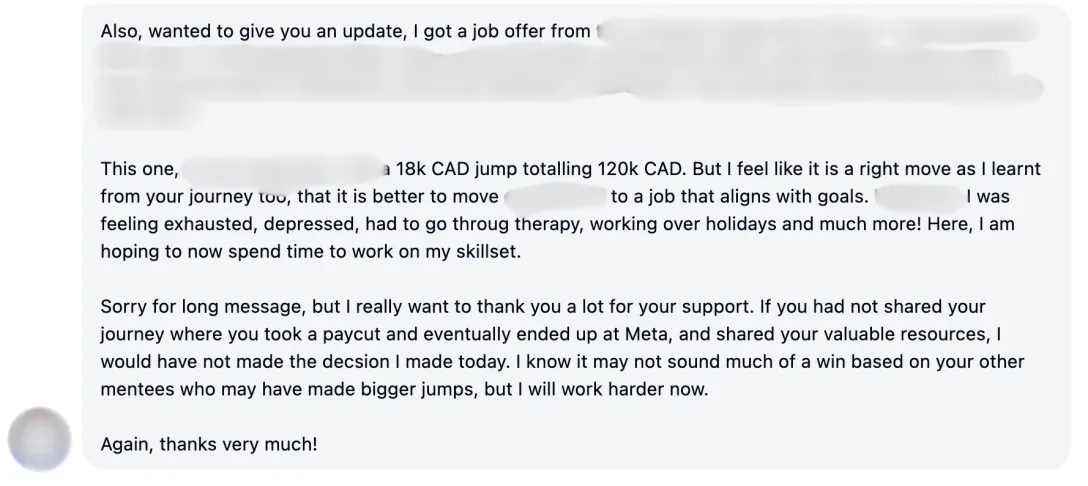 Also, wanted to give you an update, I got a job offer from
This one, a 18k CAD jump totalling 120k CAD. But I feel like it is a right move as I learnt
from your journey too, that it is better to move to a job that aligns with goals. I was
feeling exhausted, depressed, had to go throug therapy, working over holidays and much more! Here, I am
hoping to now spend time to work on my skillset.
Sorry for long message, but I really want to thank you a lot for your support. If you had not shared your
journey where you took a paycut and eventually ended up at Meta, and shared your valuable resources, I
would have not made the decsion I made today. I know it may not sound much of a win based on your other
mentees who may have made bigger jumps, but I will work harder now.
Again, thanks very much!